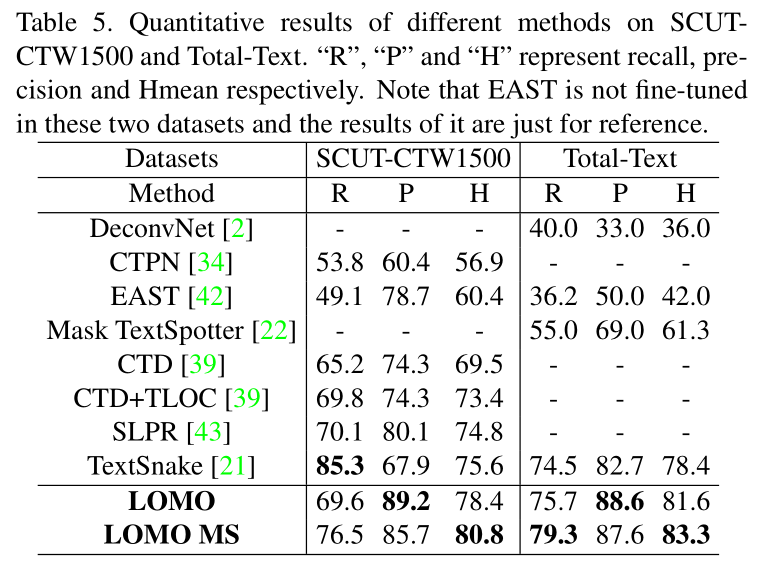 Table 5. Quantitative results of different methods on SCUT-
CTW1500 and Total-Text. “R”, “P” and “H” represent recall, pre-
cision and Hmean respectively. Note that EAST is not fine-tuned
in these two datasets and the results of it are just for reference.
Datasets SCUT-CTW1500 Total-Text
Method R P H R P H
DeconvNet [2] - - - 40.0 33.0 36.0
CTPN [34] 53.8 60.4 56.9 - - -
EAST [42] 49.1 78.7 60.4 36.2 50.0 42.0
Mask TextSpotter [22] - - - 55.0 69.0 61.3
CTD [39] 65.2 74.3 69.5 - - -
CTD+TLOC [39] 69.8 74.3 73.4 - - -
SLPR [43] 70.1 80.1 74.8 - - -
TextSnake [21] 85.3 67.9 75.6 74.5 82.7 78.4
LOMO 69.6 89.2 78.4 75.7 88.6 81.6
LOMO MS 76.5 85.7 80.8 79.3 87.6 83.3